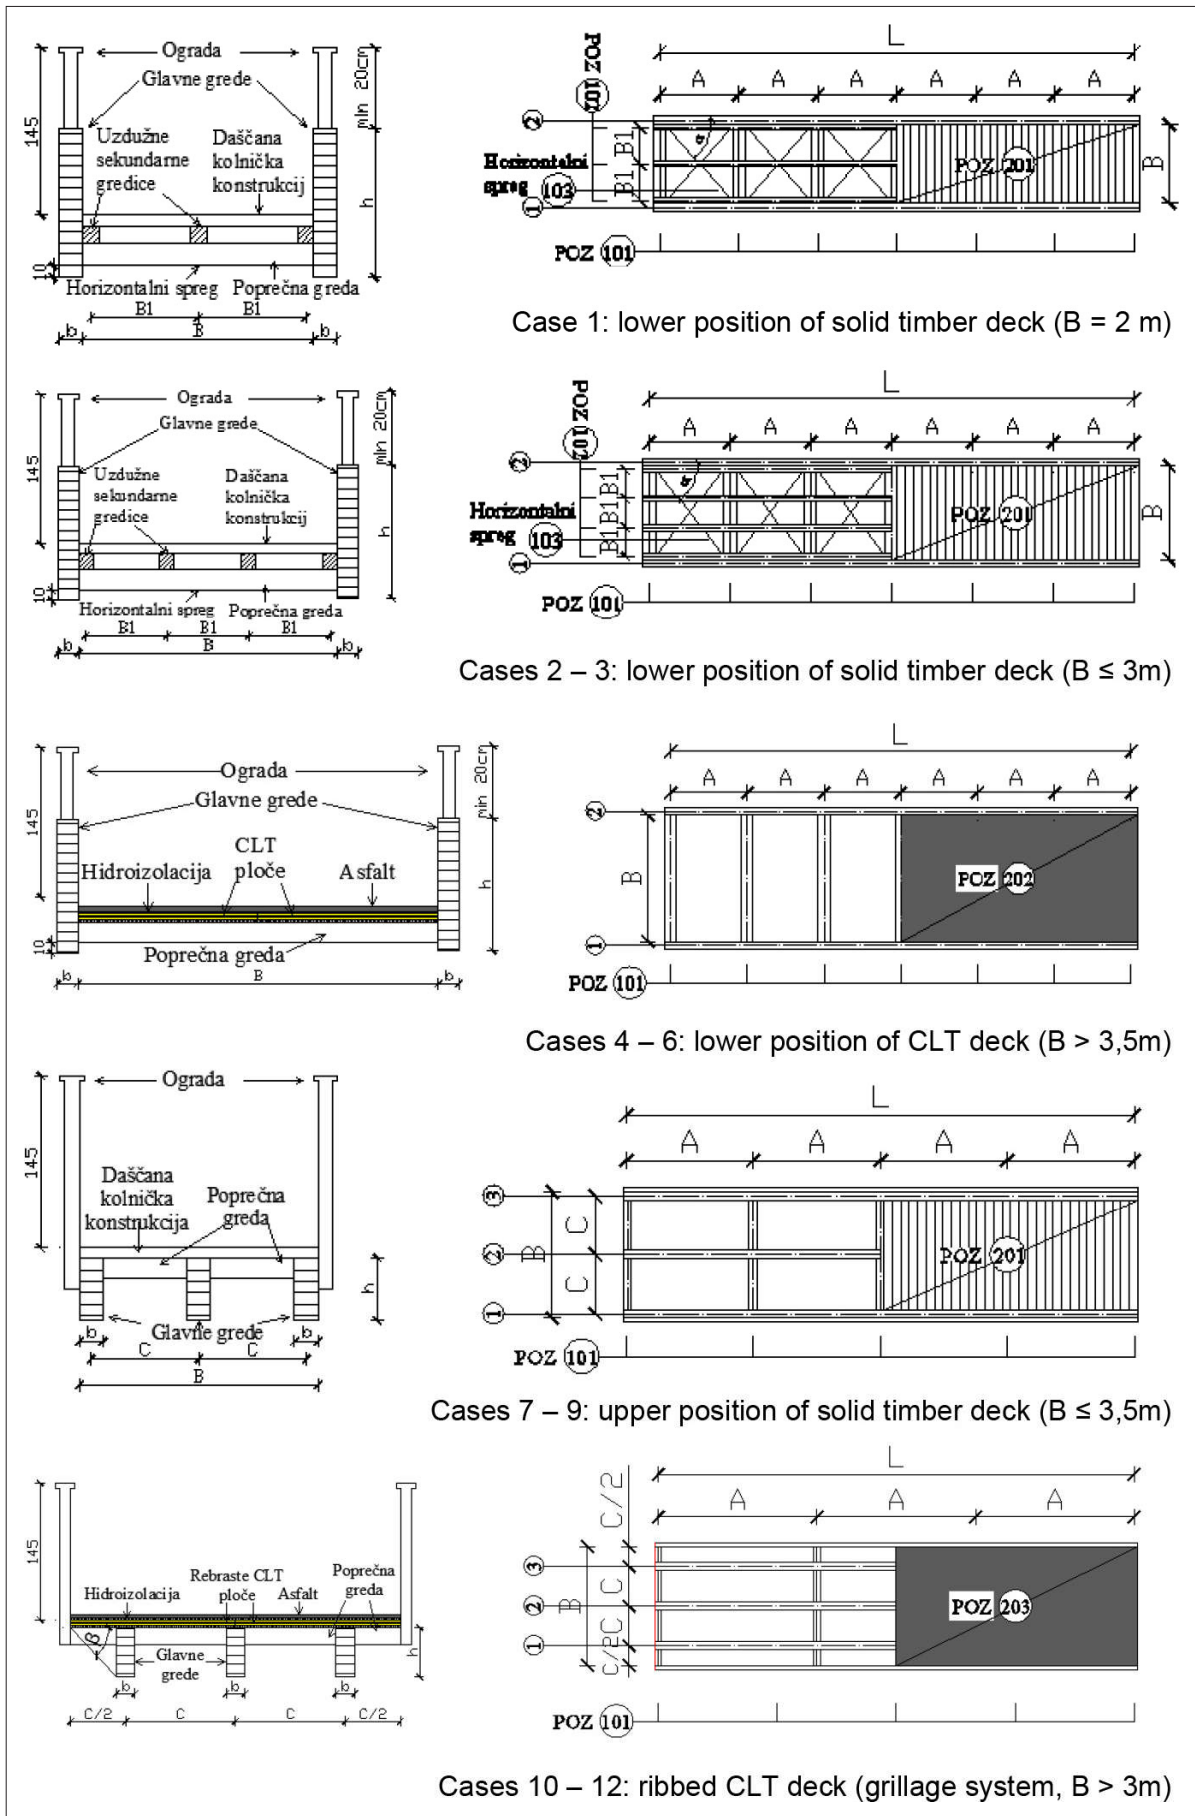 Ograda
Glavne grede
Uzdužne
sekundarne
gredice
Daščana
kolnička
konstrukcij
Horizontalni spreg
Poprečna greda
145
10
min 20cm
h
B1
B1
b
B
b
L
A
A
A
A
A
A
POZ 101
2
1
B1
B1
α
Horizontalni
spreg 103
POZ 201
B
POZ 101
Case 1: lower position of solid timber deck (B = 2 m)
Ograda
Glavne grede
Uzdužne
sekundarne
gredice
Daščana
kolnička
konstrukcij
Horizontalni spreg
Poprečna greda
145
10
min 20cm
h
B1
B1
B1
b
B
b
L
A
A
A
A
A
A
POZ 102
2
1
B1
B1
B1
α
Horizontalni
spreg 103
POZ 201
B
POZ 101
Cases 2 – 3: lower position of solid timber deck (B ≤ 3m)
Ograda
Glavne grede
CLT
ploče
Hidroizolacija
Asfalt
Poprečna greda
145
10
min 20cm
h
b
B
b
L
A
A
A
A
A
A
2
1
B
POZ 202
POZ 101
Cases 4 – 6: lower position of CLT deck (B > 3,5m)
Ograda
145
Daščana
kolnička
konstrukcija
Poprečna
greda
h
Glavne grede
b
b
C
C
B
L
A
A
A
A
3
2
1
B
C
C
POZ 201
POZ 101
Cases 7 – 9: upper position of solid timber deck (B ≤ 3,5m)
145
Hidroizolacija
Rebraste CLT
ploče
Asfalt
Poprečna
greda
β
Glavne
grede
h
b
b
b
C/2
C
C
C/2
L
A
A
A
C/2
3
2
1
B
C
C
C/2
POZ 203
POZ 101
Cases 10 – 12: ribbed CLT deck (grillage system, B > 3m)